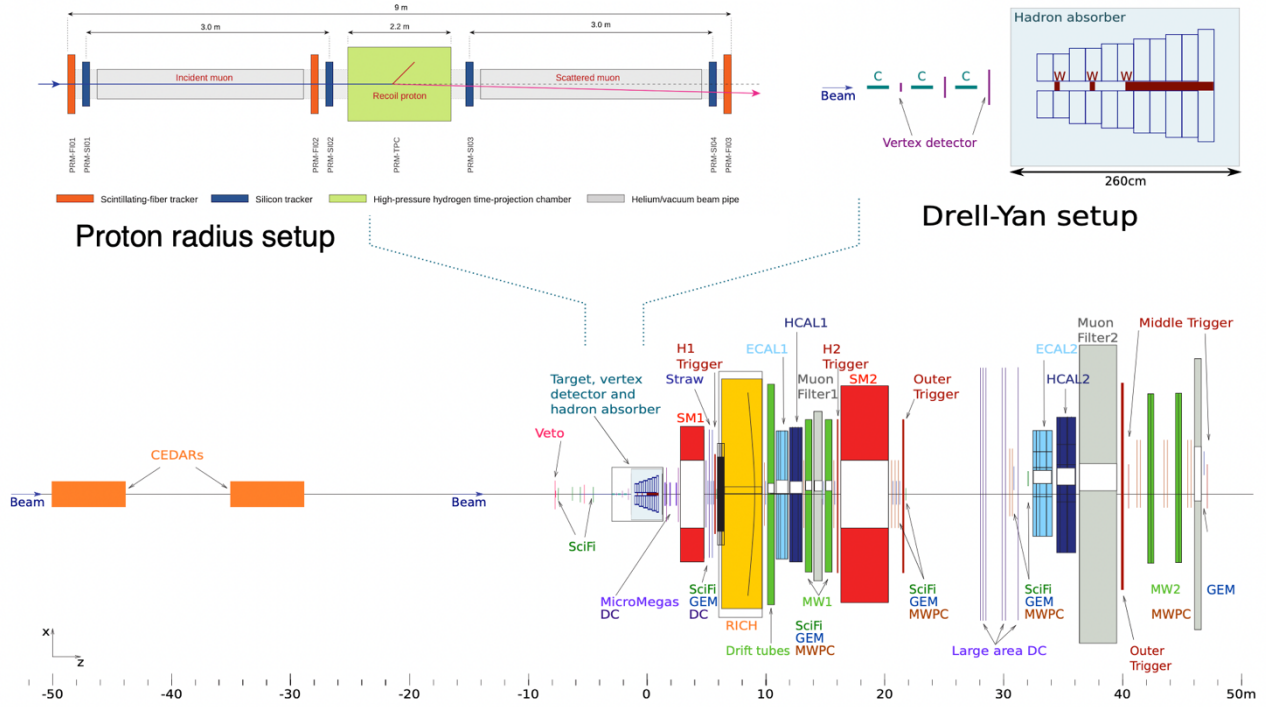 9 m
3.0 m
2.2 m
3.0 m
Incident muon
Scattered muon
Recoil proton
PRM-FI01
PRM-SI01
PRM-FI02
PRM-SI02
PRM-TPC
PRM-SI03
PRM-SI04
PRM-FI03
Scintillating-fiber tracker
Silicon tracker
High-pressure hydrogen time-projection chamber
Helium/vacuum beam pipe
Proton radius setup
Hadron absorber
W
W
W
C
C
C
Beam
Vertex detector
260cm
Drell-Yan setup
HCAL1
Muon
Filter2
Middle Trigger
H1
Trigger
ECAL1
H2
Trigger
ECAL2
Straw
Muon
Filter1
SM2
Outer
Trigger
HCAL2
Target, vertex
detector and
hadron absorber
SM1
Veto
CEDARs
Beam
Beam
SciFi
MicroMegas
DC
SciFi
GEM
DC
RICH
Drift tubes
MW1
SciFi
GEM
MWPC
SciFi
GEM
MWPC
Large area DC
SciFi
GEM
MWPC
Outer
Trigger
MW2
MWPC
GEM
x
z
-50
-40
-30
-20
-10
0
10
20
30
40
50m